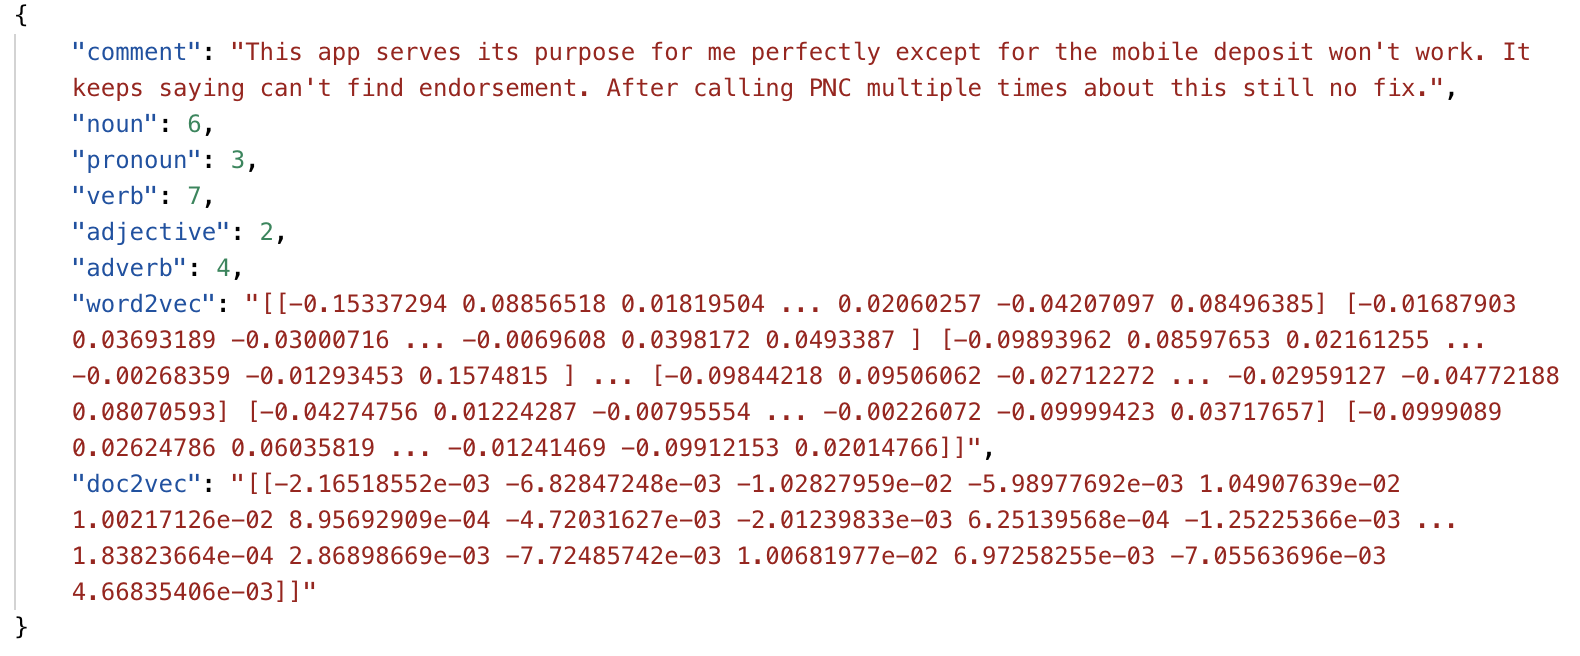 {
"comment": "This app serves its purpose for me perfectly except for the mobile deposit won't work. It
keeps saying can't find endorsement. After calling PNC multiple times about this still no fix.",
"noun": 6,
"pronoun": 3,
"verb": 7,
"adjective": 2,
"adverb": 4,
"word2vec": "[[−0.15337294 0.08856518 0.01819504 ... 0.02060257 −0.04207097 0.08496385] [−0.01687903
0.03693189 −0.03000716 ... −0.0069608 0.0398172 0.0493387 ] [−0.09893962 0.08597653 0.02161255 ...
−0.00268359 −0.01293453 0.1574815 ] ... [−0.09844218 0.09506062 −0.02712272 ... −0.02959127 −0.04772188
0.08070593] [−0.04274756 0.01224287 −0.00795554 ... −0.00226072 −0.09999423 0.03717657] [−0.0999089
0.02624786 0.06035819 ... −0.01241469 −0.09912153 0.02014766]]",
"doc2vec": "[[−2.16518552e−03 −6.82847248e−03 −1.02827959e−02 −5.98977692e−03 1.04907639e−02
1.00217126e−02 8.95692909e−04 −4.72031627e−03 −2.01239833e−03 6.25139568e−04 −1.25225366e−03 ...
1.83823664e−04 2.86898669e−03 −7.72485742e−03 1.00681977e−02 6.97258255e−03 −7.05563696e−03
4.66835406e−03]]"
}